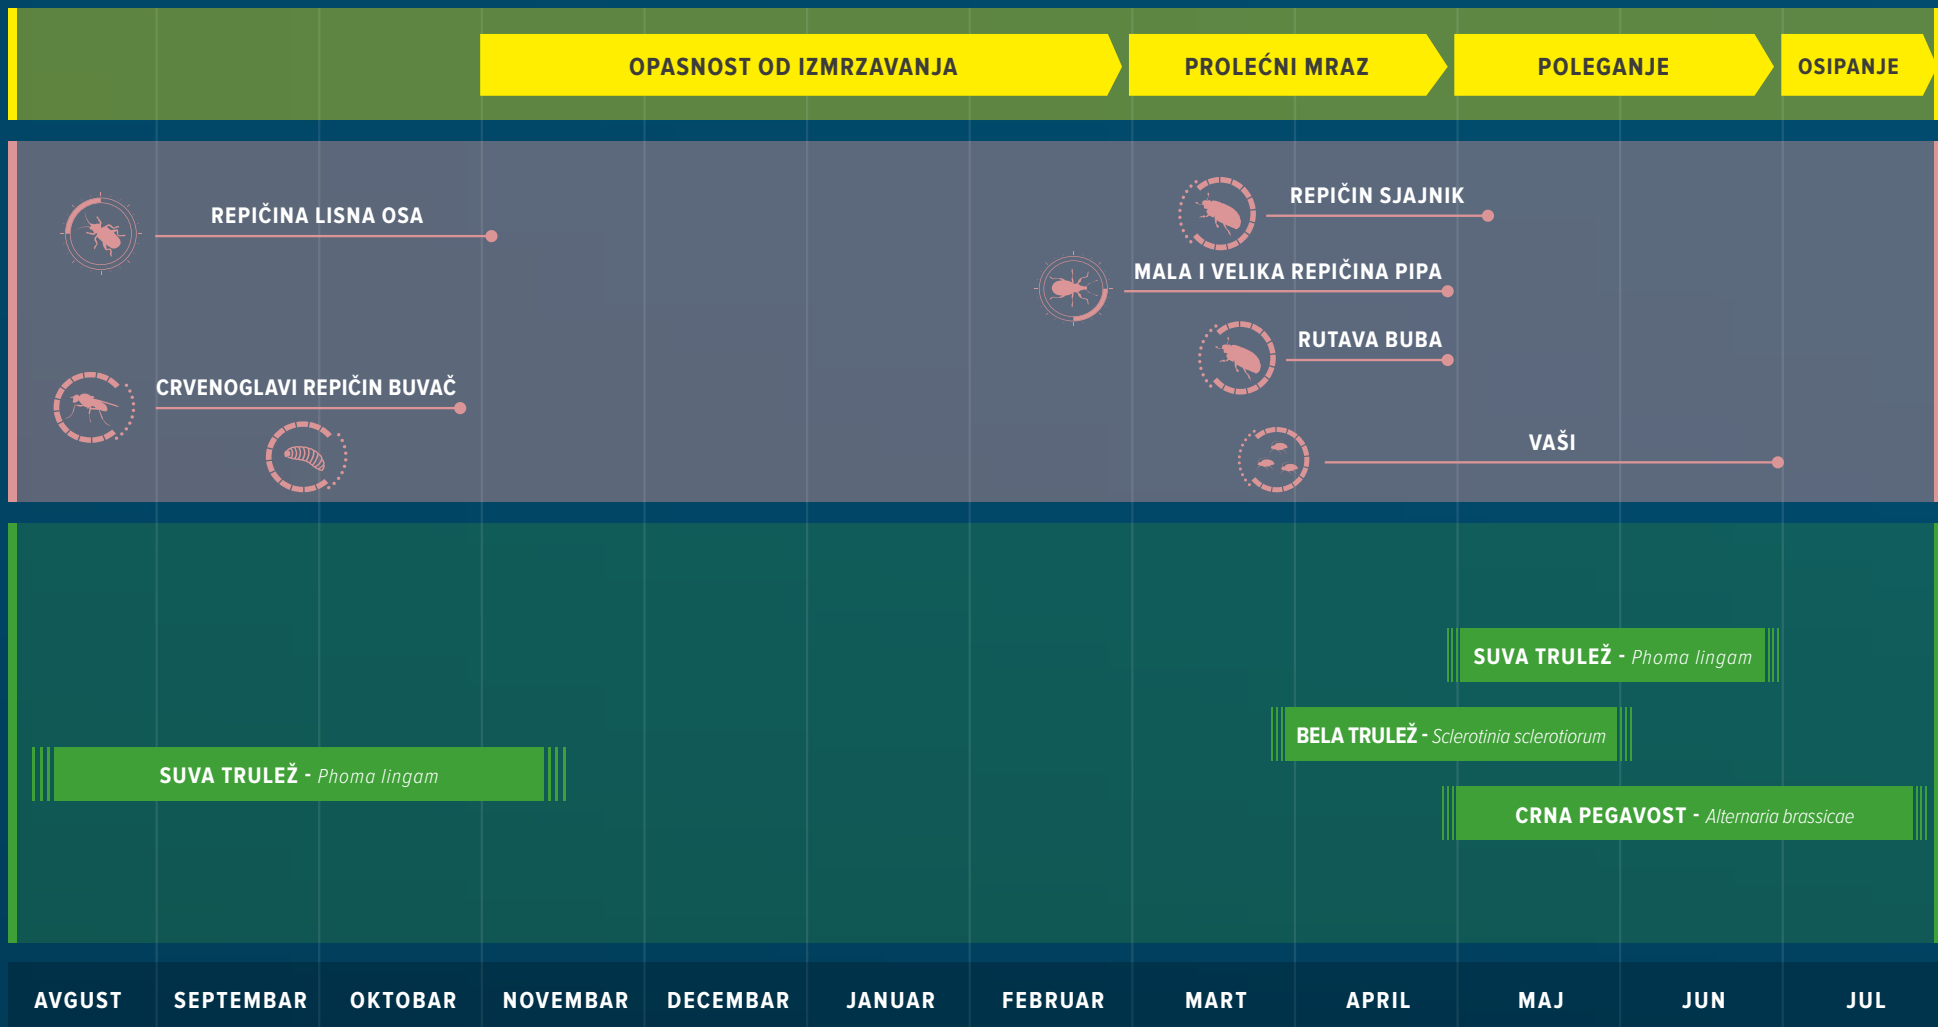 OPASNOST OD IZMRZAVANJA
PROLEĆNI MRAZ
POLEGANJE
OSIPANJE
REPIČINA LISNA OSA
REPIČIN SJAJNIK
MALA I VELIKA REPIČINA PIPA
RUTAVA BUBA
CRVENOGLAVI REPIČIN BUVAČ
VAŠI
SUVA TRULEŽ - Phoma lingam
BELA TRULEŽ - Sclerotinia sclerotiorum
SUVA TRULEŽ - Phoma lingam
CRNA PEGAVOST - Alternaria brassicae
AVGUST
SEPTEMBAR
OKTOBAR
NOVEMBAR
DECEMBAR
JANUAR
FEBRUAR
MART
APRIL
MAJ
JUN
JUL